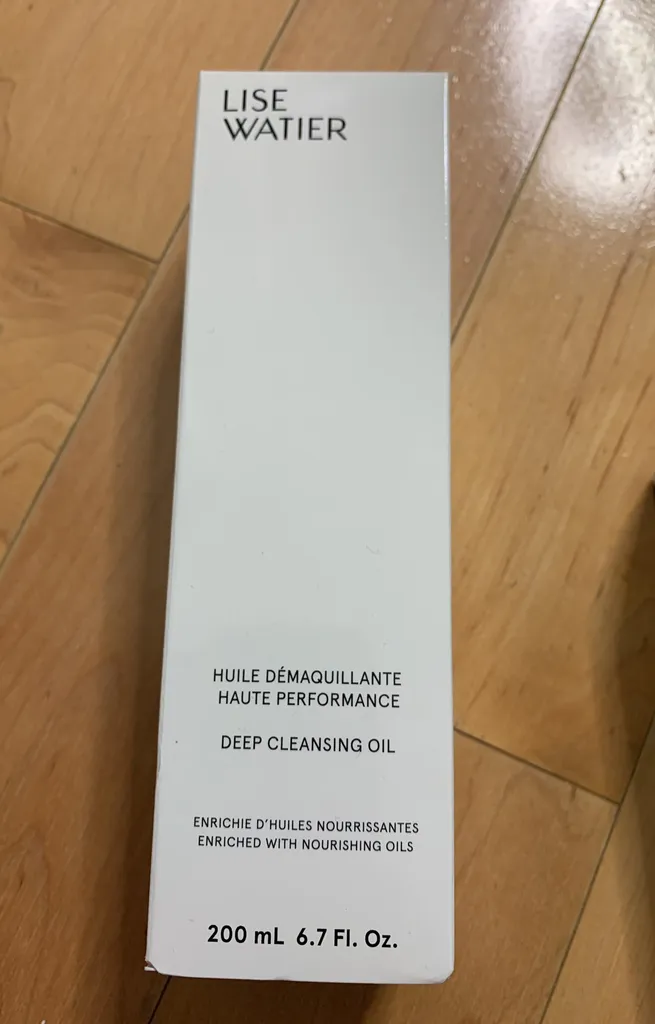 LISE
WATIER
HUILE DÉMAQUILLANTE
HAUTE PERFORMANCE
DEEP CLEANSING OIL
ENRICHIE D'HUILES NOURRISSANTES
ENRICHED WITH NOURISHING OILS
200 mL 6.7 Fl. Oz.